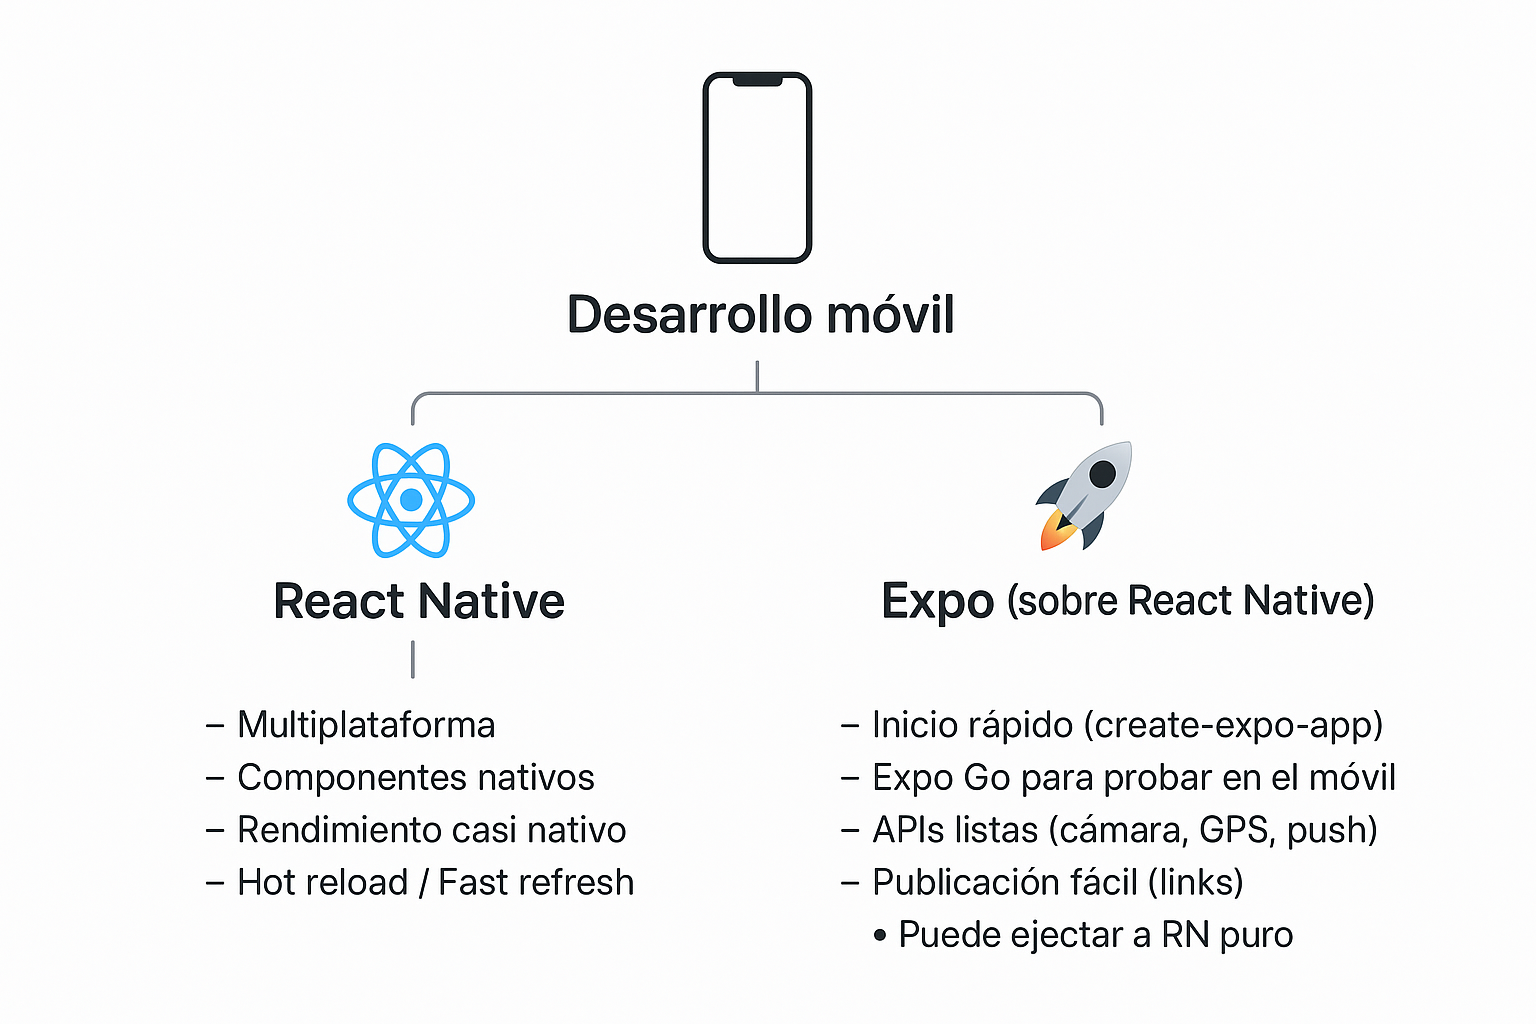 Desarrollo móvil
React Native
– Multiplataforma
– Componentes nativos
– Rendimiento casi nativo
– Hot reload / Fast refresh
Expo (sobre React Native)
– Inicio rápido (create-expo-app)
– Expo Go para probar en el móvil
– APIs listas (cámara, GPS, push)
– Publicación fácil (links)
• Puede ejectar a RN puro